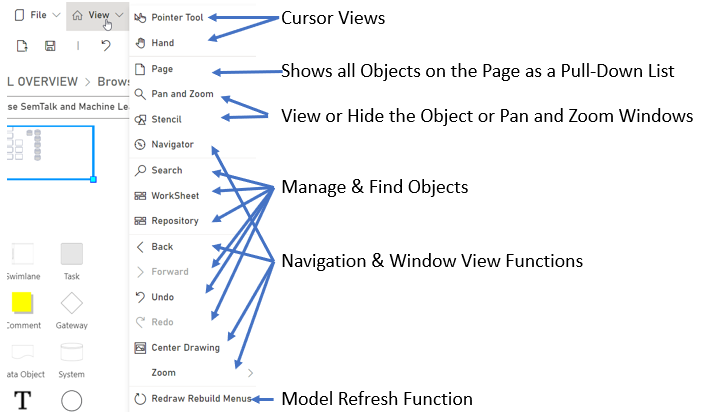 File View
L OVERVIEW > Brows
se SemTalk and Machine Lea
Swimlane Task
Comment Gateway
ata Object System
T
Pointer Tool
Hand
Page
Pan and Zoom
Stencil
Navigator
Search
WorkSheet
Repository
Back
Forward
Undo
Redo
Center Drawing
Zoom
Redraw Rebuild Menus
Cursor Views
Shows all Objects on the Page as a Pull-Down List
View or Hide the Object or Pan and Zoom Windows
Manage & Find Objects
Navigation & Window View Functions
Model Refresh Function